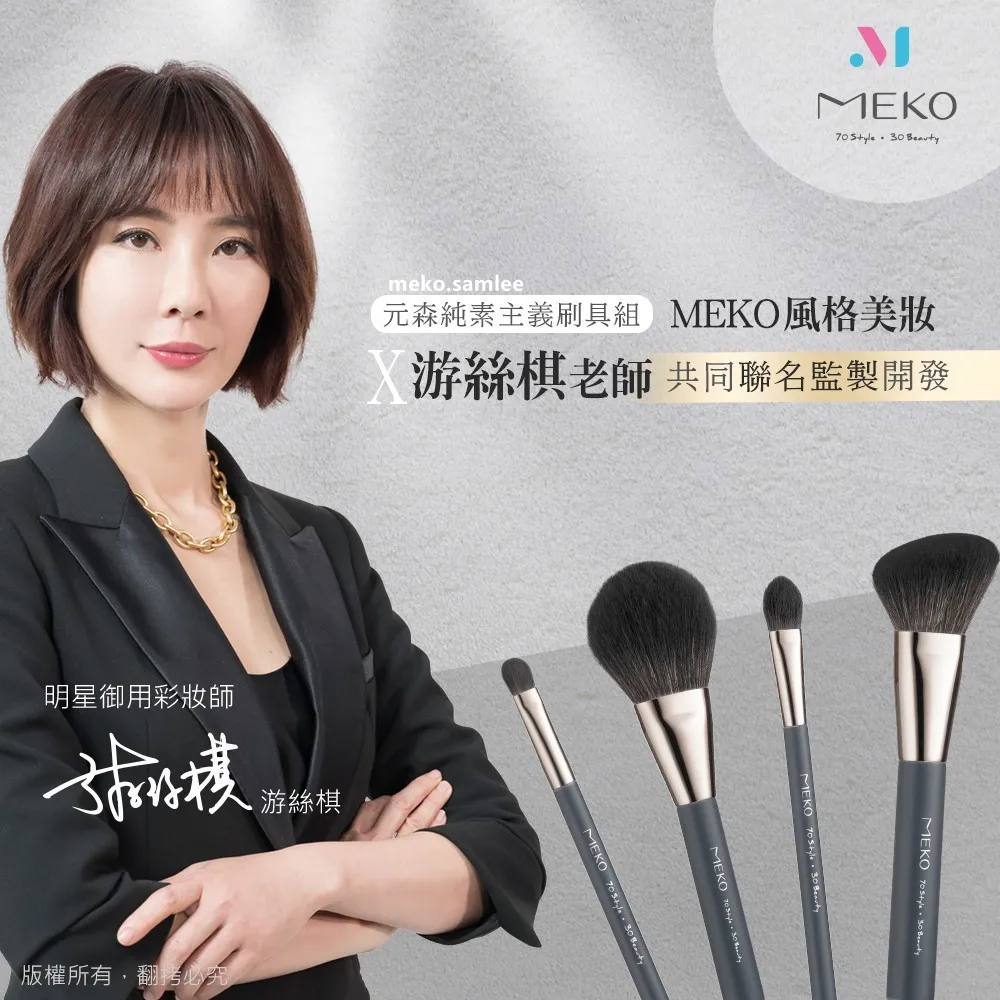 MEKO
70 Style • 30 Beauty
meko.samlee
元森純素主義刷具組 MEKO風格美妝
X游絲棋老師 共同聯名監製開發
明星御用彩妝師
游絲棋 游絲棋
MEKO 70 Style • 30 Beauty
MEKO 70 Style • 30 Beauty
MEKO 70 Style • 30 Beauty
MEKO 70 Style • 30 Beauty
版權所有，翻拷必究